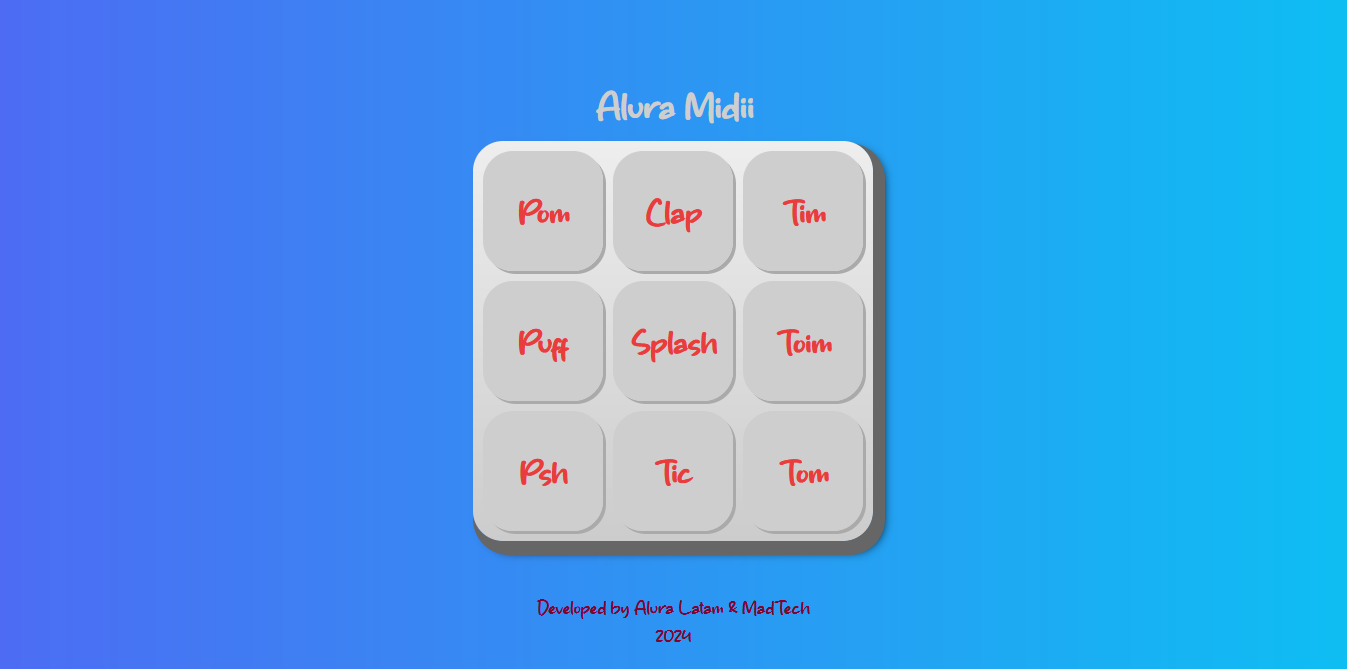 Alura Midii
Pom Clap Tim
Puff Splash Toim
Psh Tic Tom
Developed by Alura Latam & MadTech
2024